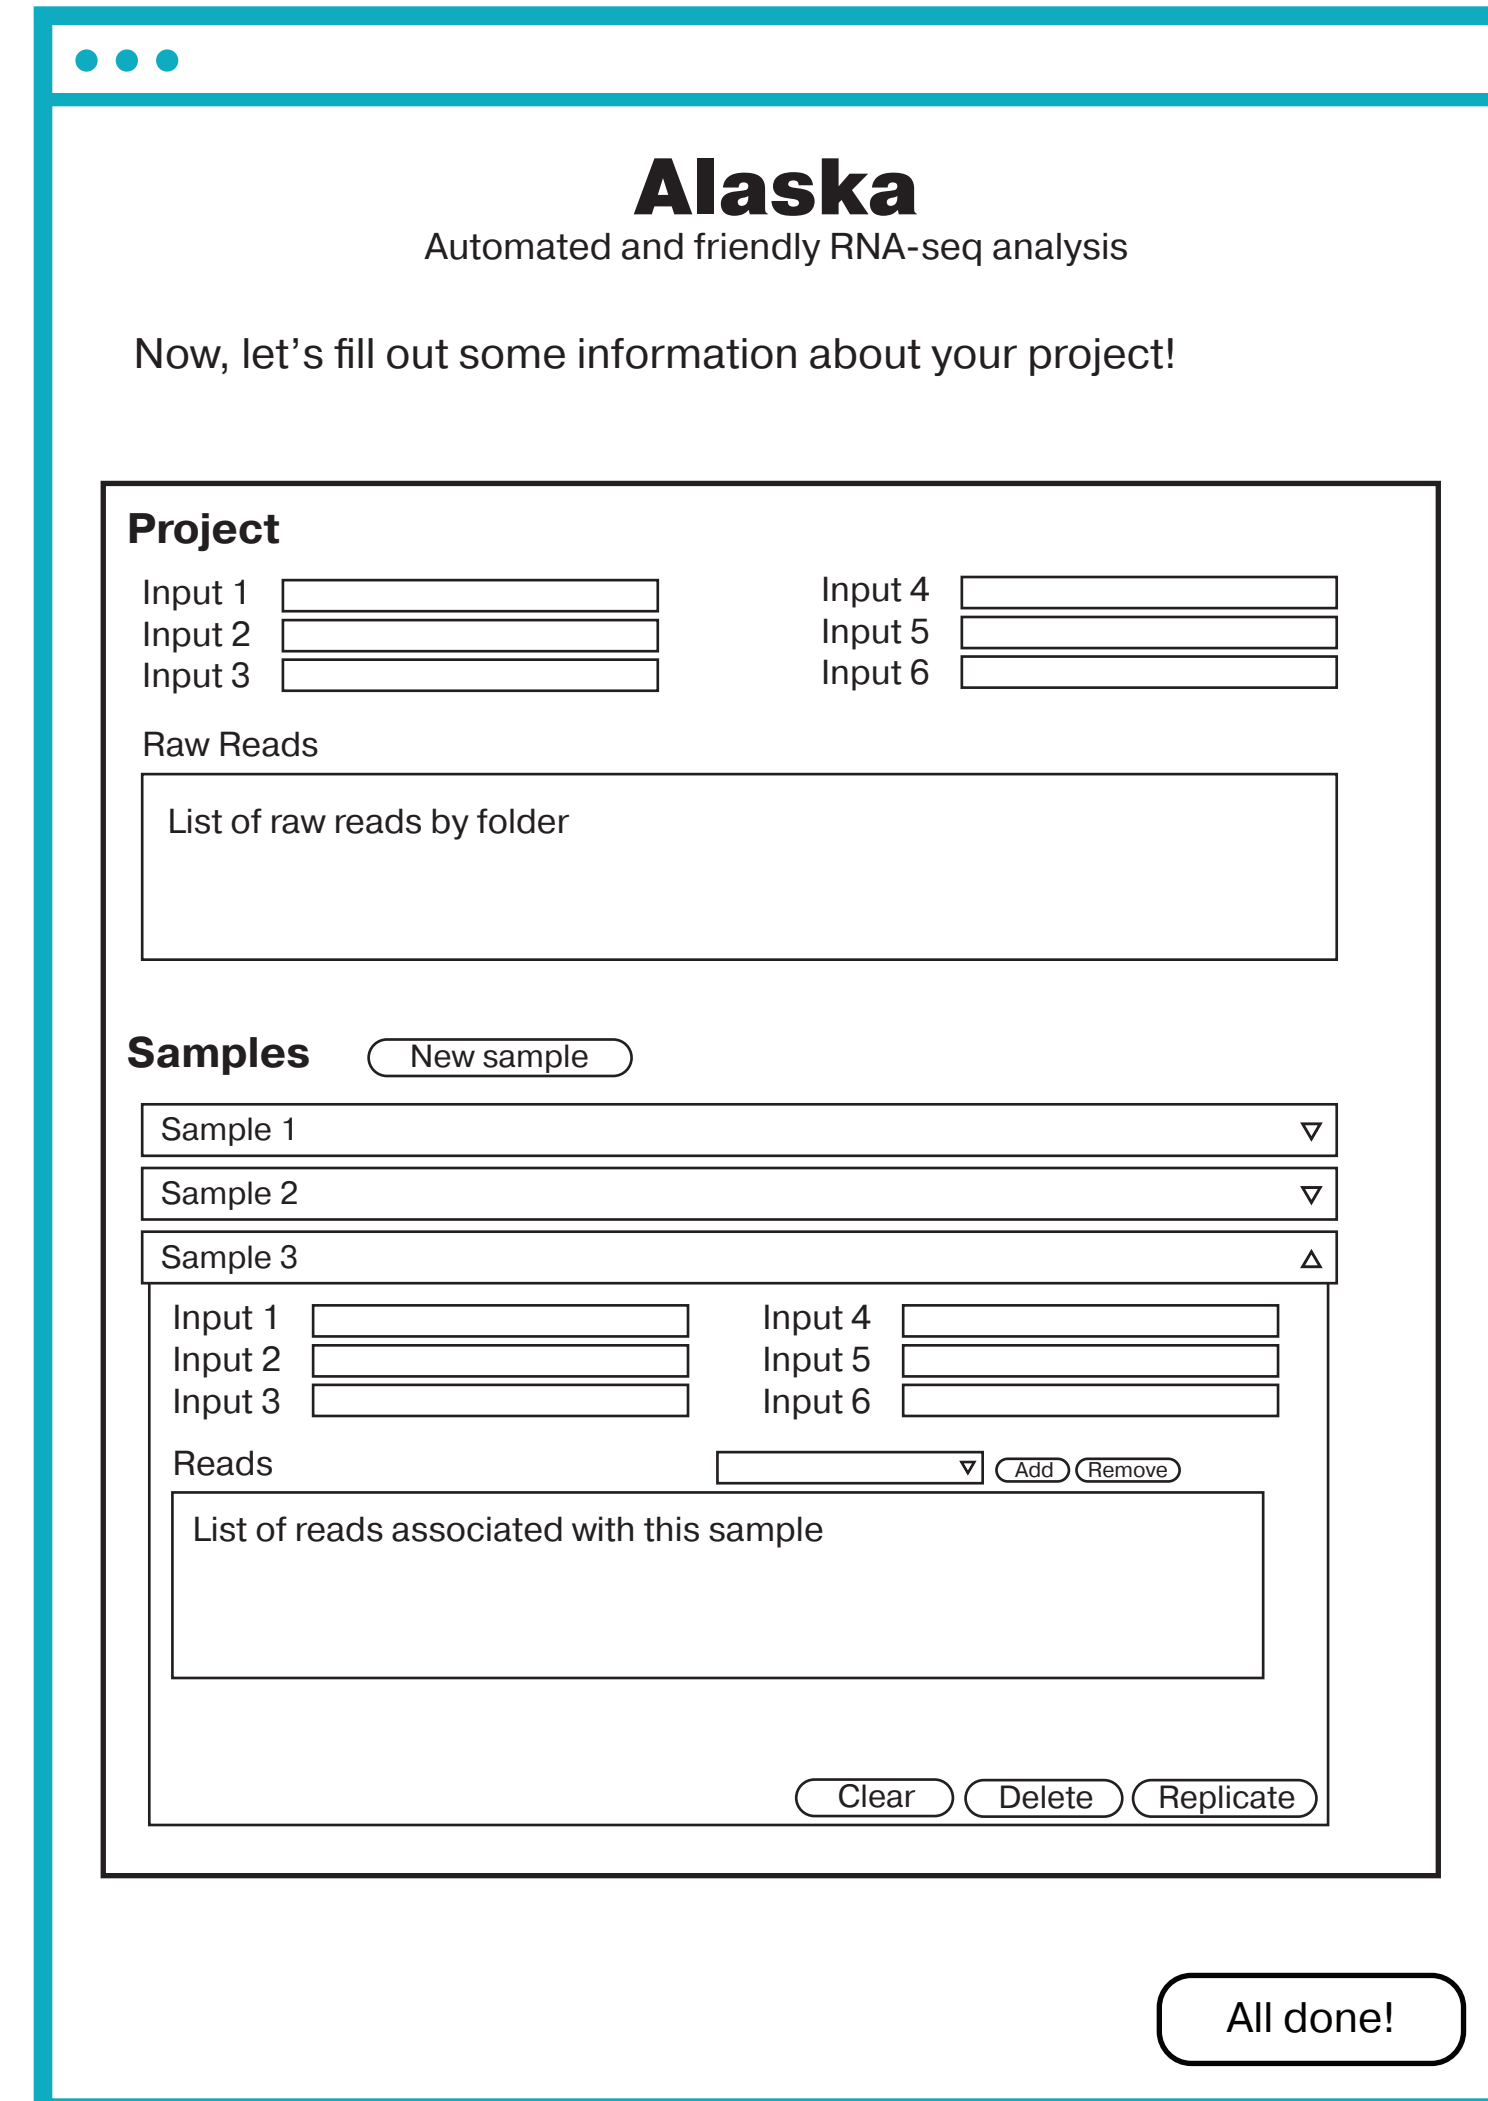 Alaska
Automated and friendly RNA-seq analysis
Now, let's fill out some information about your project!
Project
Input 1
Input 2
Input 3
Input 4
Input 5
Input 6
Raw Reads
List of raw reads by folder
Samples
New sample
Sample 1
Sample 2
Sample 3
Input 1
Input 2
Input 3
Input 4
Input 5
Input 6
Reads
Add
Remove
List of reads associated with this sample
Clear
Delete
Replicate
All done!